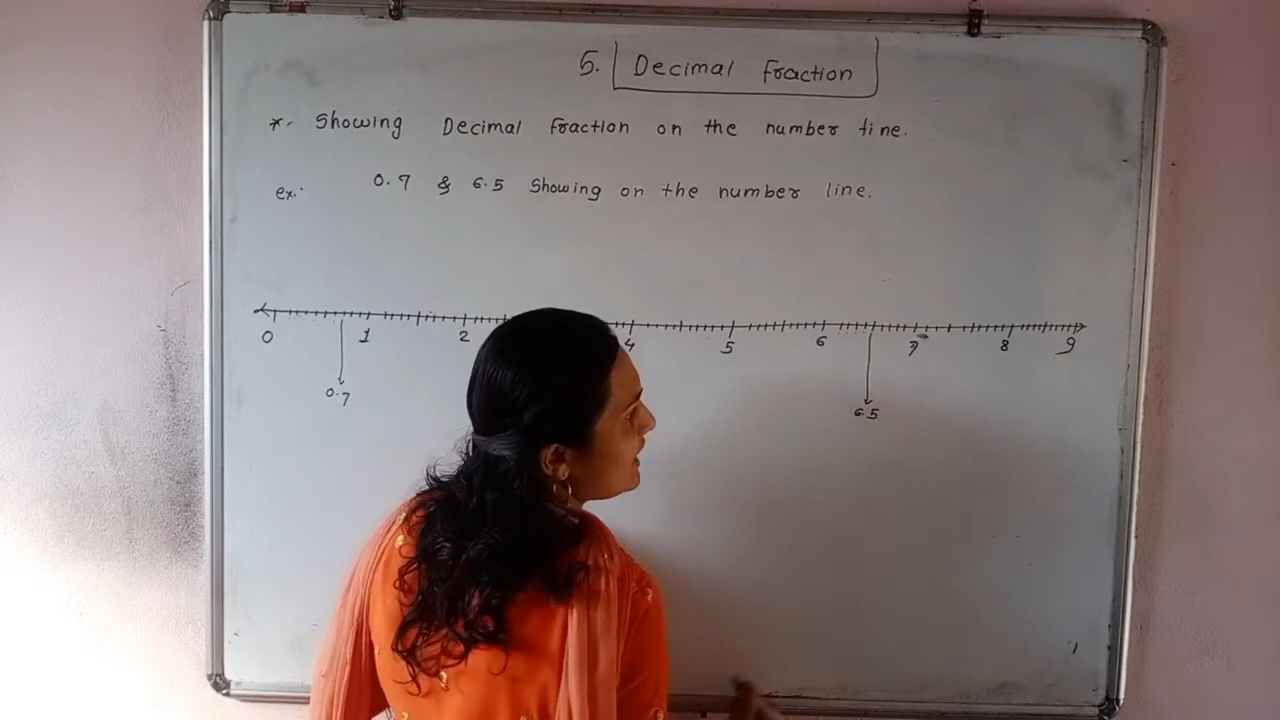 5. Decimal Fraction
*- Showing Decimal Fraction on the number line.
ex:- 0.7 & 6.5 Showing on the number line.
0 1 2 4 5 6 7 8 9
0.7 6.5